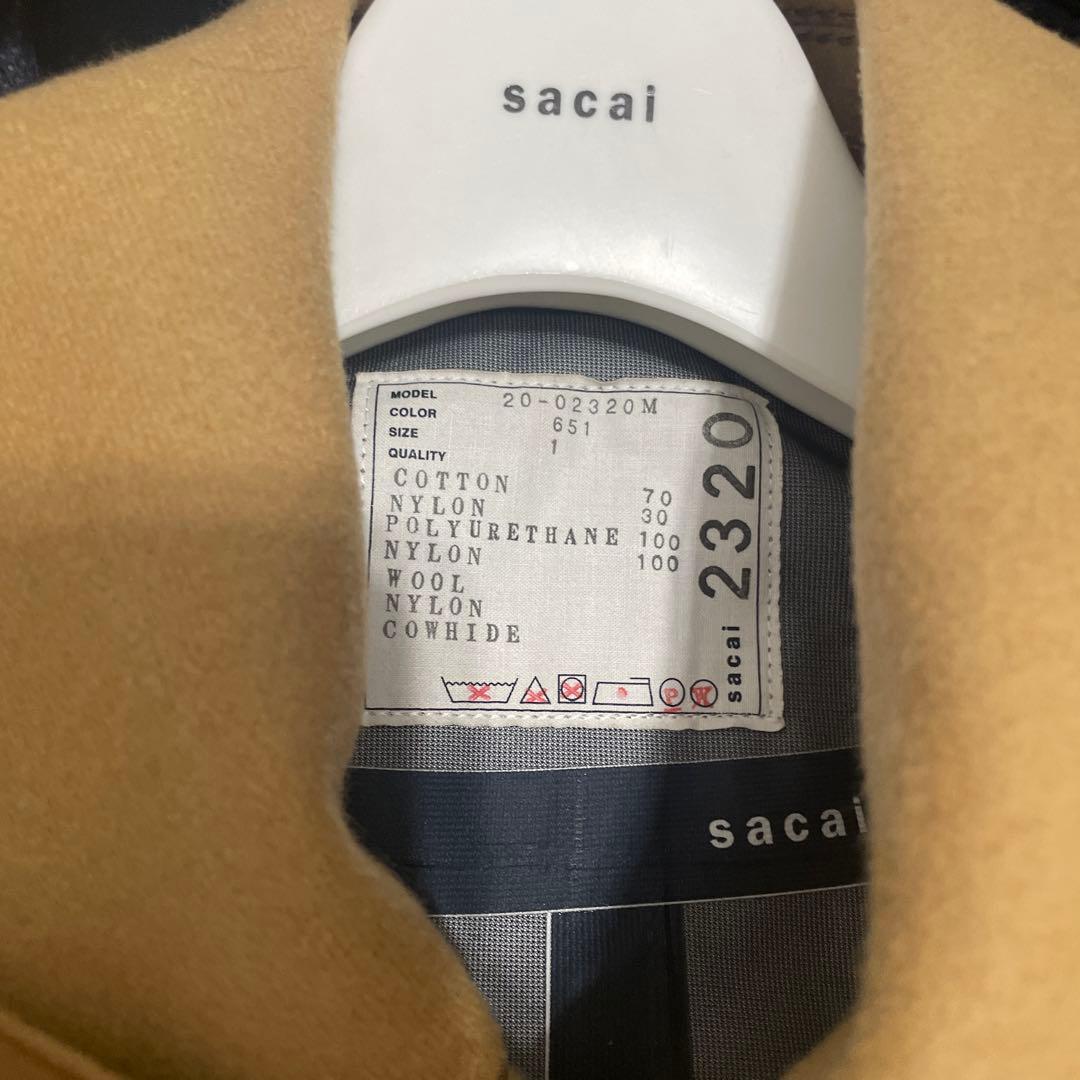 sacai
MODEL 20-02320M
COLOR 651
SIZE 1
QUALITY
COTTON 70
NYLON 30
POLYURETHANE 100
NYLON 100
WOOL
NYLON
COWHIDE
P W
sacai 2320
sacai